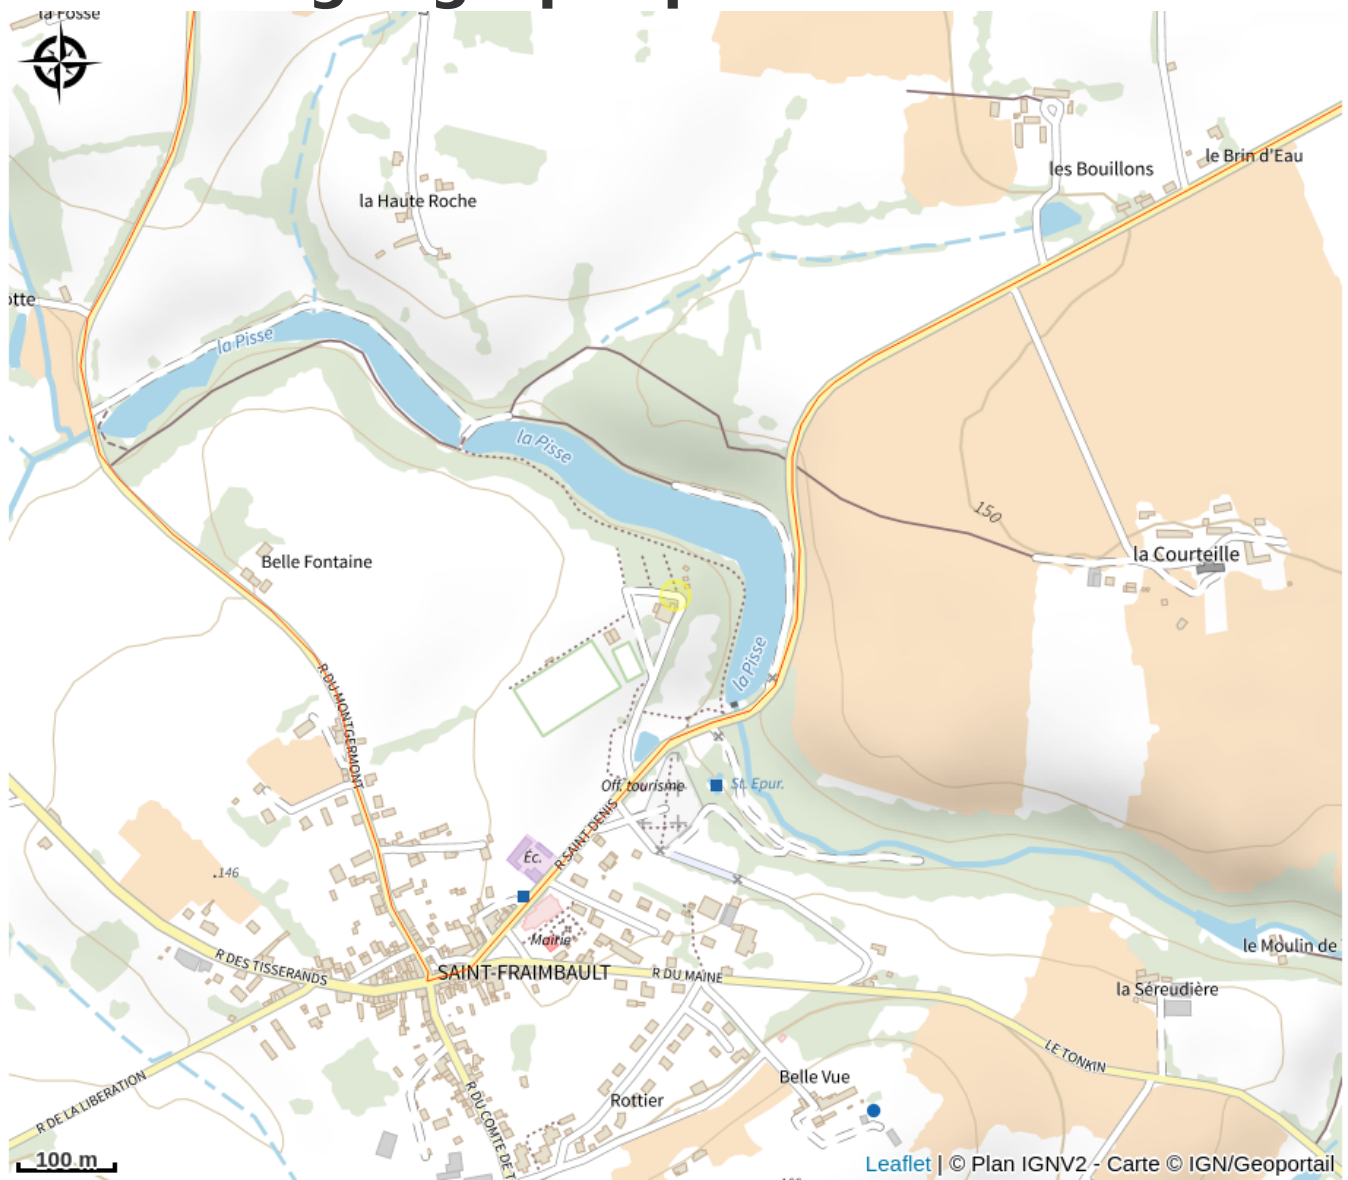 la Fosse
la Haute Roche
les Bouillons
le Brin d'Eau
otte
la Pisse
la Pisse
150
la Courteille
Belle Fontaine
la Pisse
R DU MONTGERMONT
Off. tourisme
St. Epur.
R SAINT-DENIS
Éc.
.146
Mairie
le Moulin de
R DES TISSERANDS
SAINT-FRAIMBAULT
R DU MAINE
la Séreudière
LE TONKIN
Belle Vue
R DE LA LIBERATION
Rottier
R DU COMTE DE T
100 m
Leaflet | © Plan IGNV2 - Carte © IGN/Geoportail